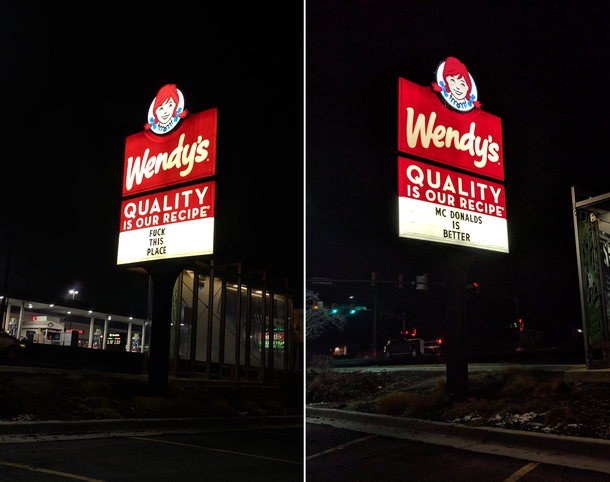 Wendy's
QUALITY
IS OUR RECIPE
FUCK
THIS
PLACE
Wendy's
QUALITY
IS OUR RECIPE
MC DONALDS
IS
BETTER